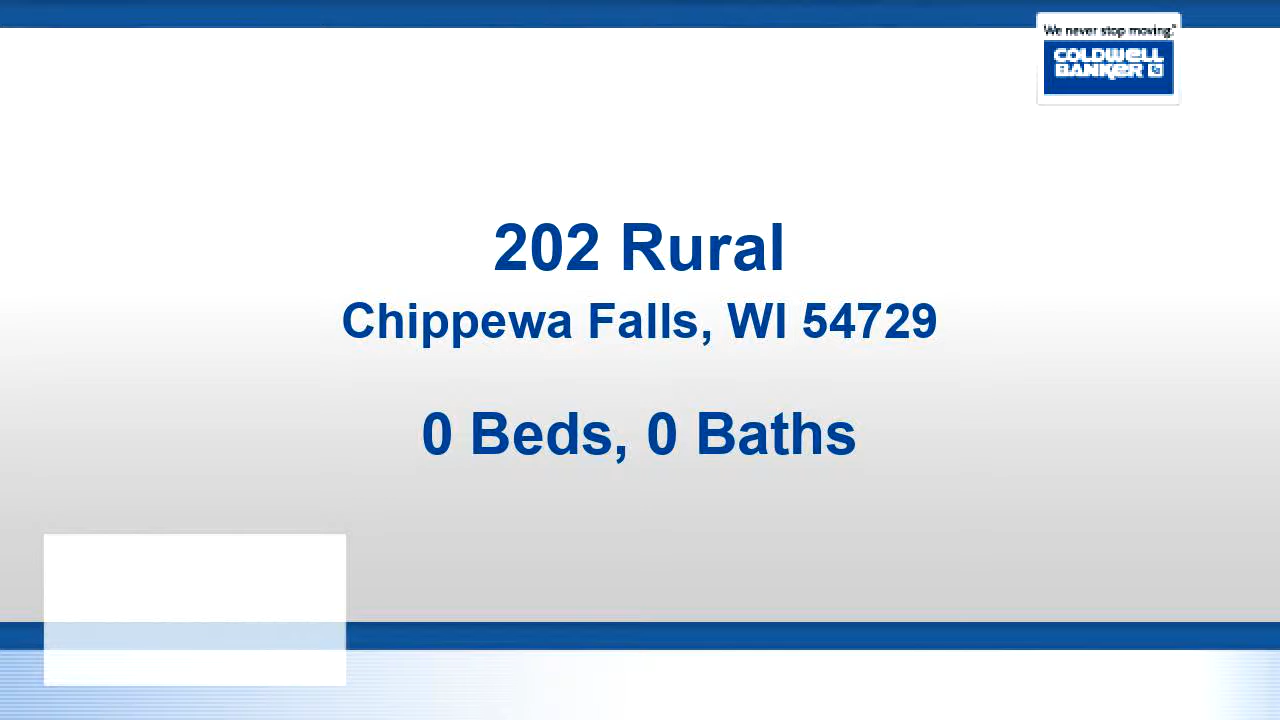 We never stop moving.®
COLDWELL
BANKER
202 Rural
Chippewa Falls, WI 54729
0 Beds, 0 Baths